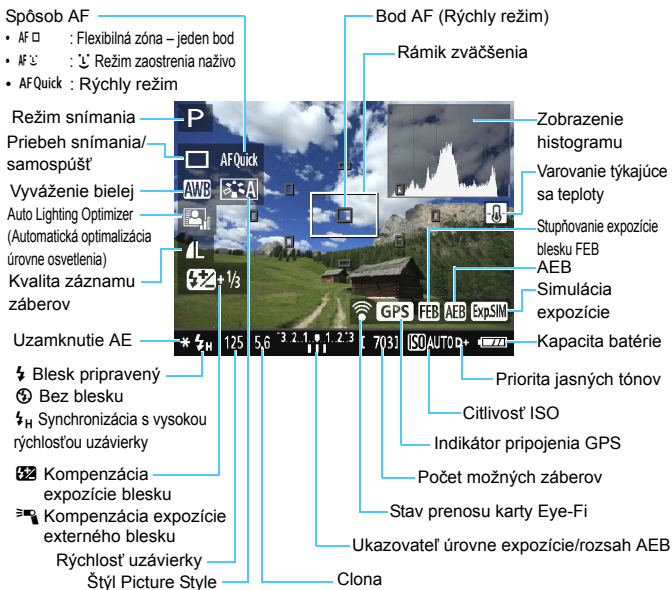 Spôsob AF
• AF □ : Flexibilná zóna – jeden bod
• AF : Režim zaostrenia naživo
• AFQuick : Rýchly režim
Režim snímania
Priebeh snímania/
samospúšť
Vyváženie bielej
Auto Lighting Optimizer
(Automatická optimalizácia
úrovne osvetlenia)
Kvalita záznamu
záberov
Uzamknutie AE
Blesk pripravený
Bez blesku
H Synchronizácia s vysokou
rýchlosťou uzávierky
Kompenzácia
expozície blesku
Kompenzácia expozície
externého blesku
Rýchlosť uzávierky
Štýl Picture Style
Bod AF (Rýchly režim)
Rámik zväčšenia
Zobrazenie
histogramu
Varovanie týkajúce
sa teploty
Stupňovanie expozície
blesku FEB
AEB
Simulácia
expozície
Kapacita batérie
Priorita jasných tónov
Citlivosť ISO
Indikátor pripojenia GPS
Počet možných záberov
Stav prenosu karty Eye-Fi
Ukazovateľ úrovne expozície/rozsah AEB
Clona
P
AFQuick
AWB
A
L
+1/3
GPS FEB AEB Exp.SIM
* H 125 5.6 -3..2..1..▼..1..2.:3 [ 703] ISO AUTO D+